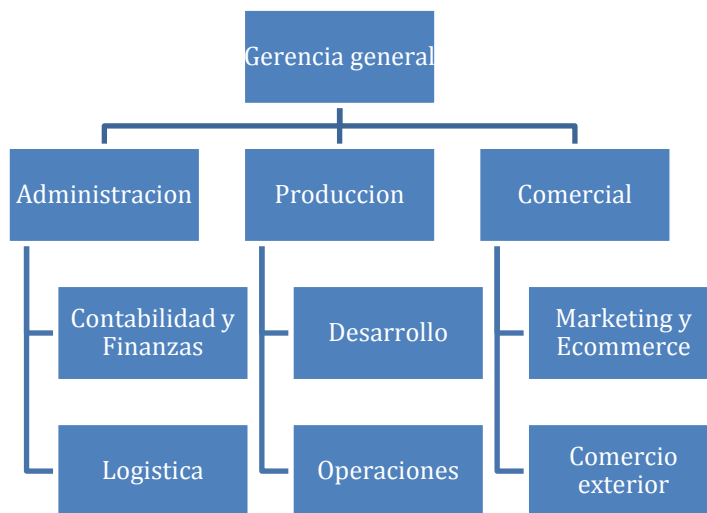 Gerencia general
Administracion
Produccion
Comercial
Contabilidad y
Finanzas
Desarrollo
Marketing y
Ecommerce
Logistica
Operaciones
Comercio
exterior